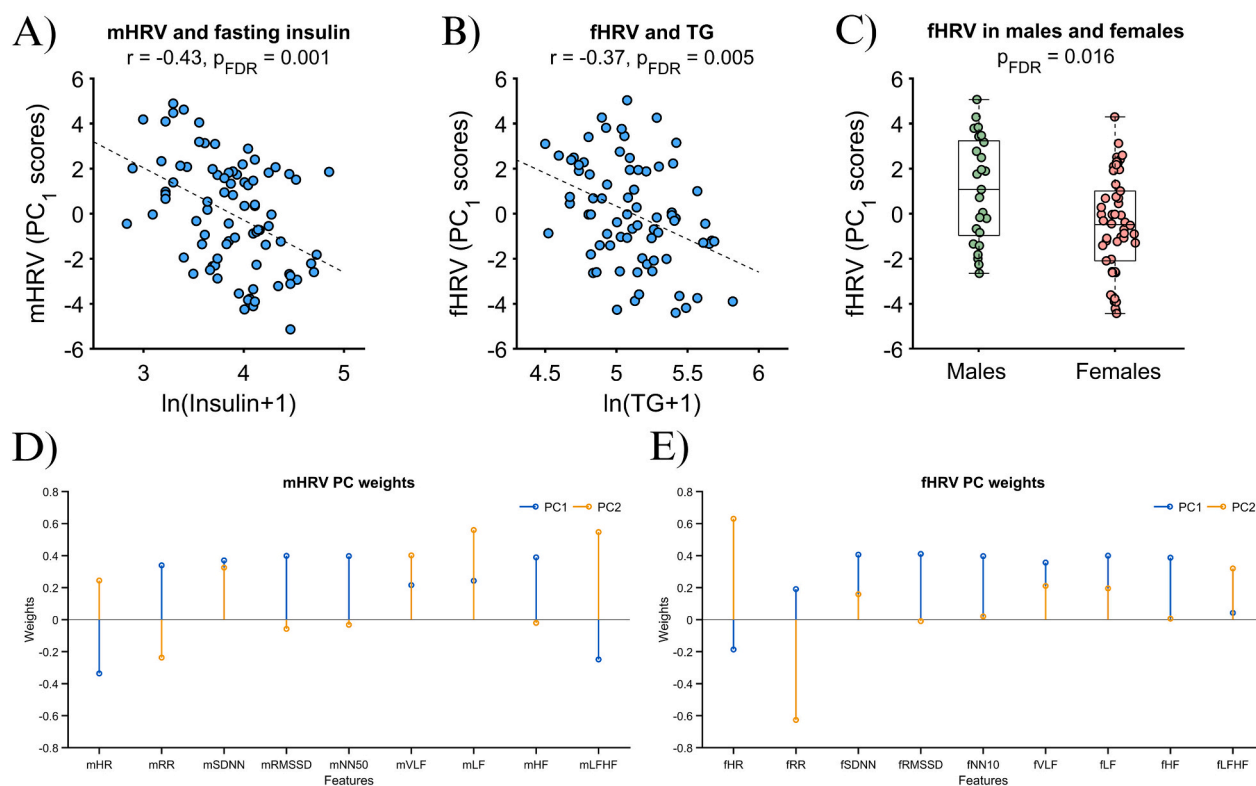 A)
mHRV and fasting insulin
r = -0.43, pFDR = 0.001
mHRV (PC1 scores)
6
4
2
0
-2
-4
-6
3
4
5
ln(Insulin+1)
B)
fHRV and TG
r = -0.37, pFDR = 0.005
fHRV (PC1 scores)
6
4
2
0
-2
-4
-6
4.5
5
5.5
6
ln(TG+1)
C)
fHRV in males and females
pFDR = 0.016
fHRV (PC1 scores)
6
4
2
0
-2
-4
-6
Males
Females
D)
mHRV PC weights
PC1
PC2
Weights
0.8
0.6
0.4
0.2
0
-0.2
-0.4
-0.6
-0.8
mHR
mRR
mSDNN
mRMSSD
mNN50
mVLF
mLF
mHF
mLFHF
Features
E)
fHRV PC weights
PC1
PC2
Weights
0.8
0.6
0.4
0.2
0
-0.2
-0.4
-0.6
-0.8
fHR
fRR
fSDNN
fRMSSD
fNN10
fVLF
fLF
fHF
fLFHF
Features